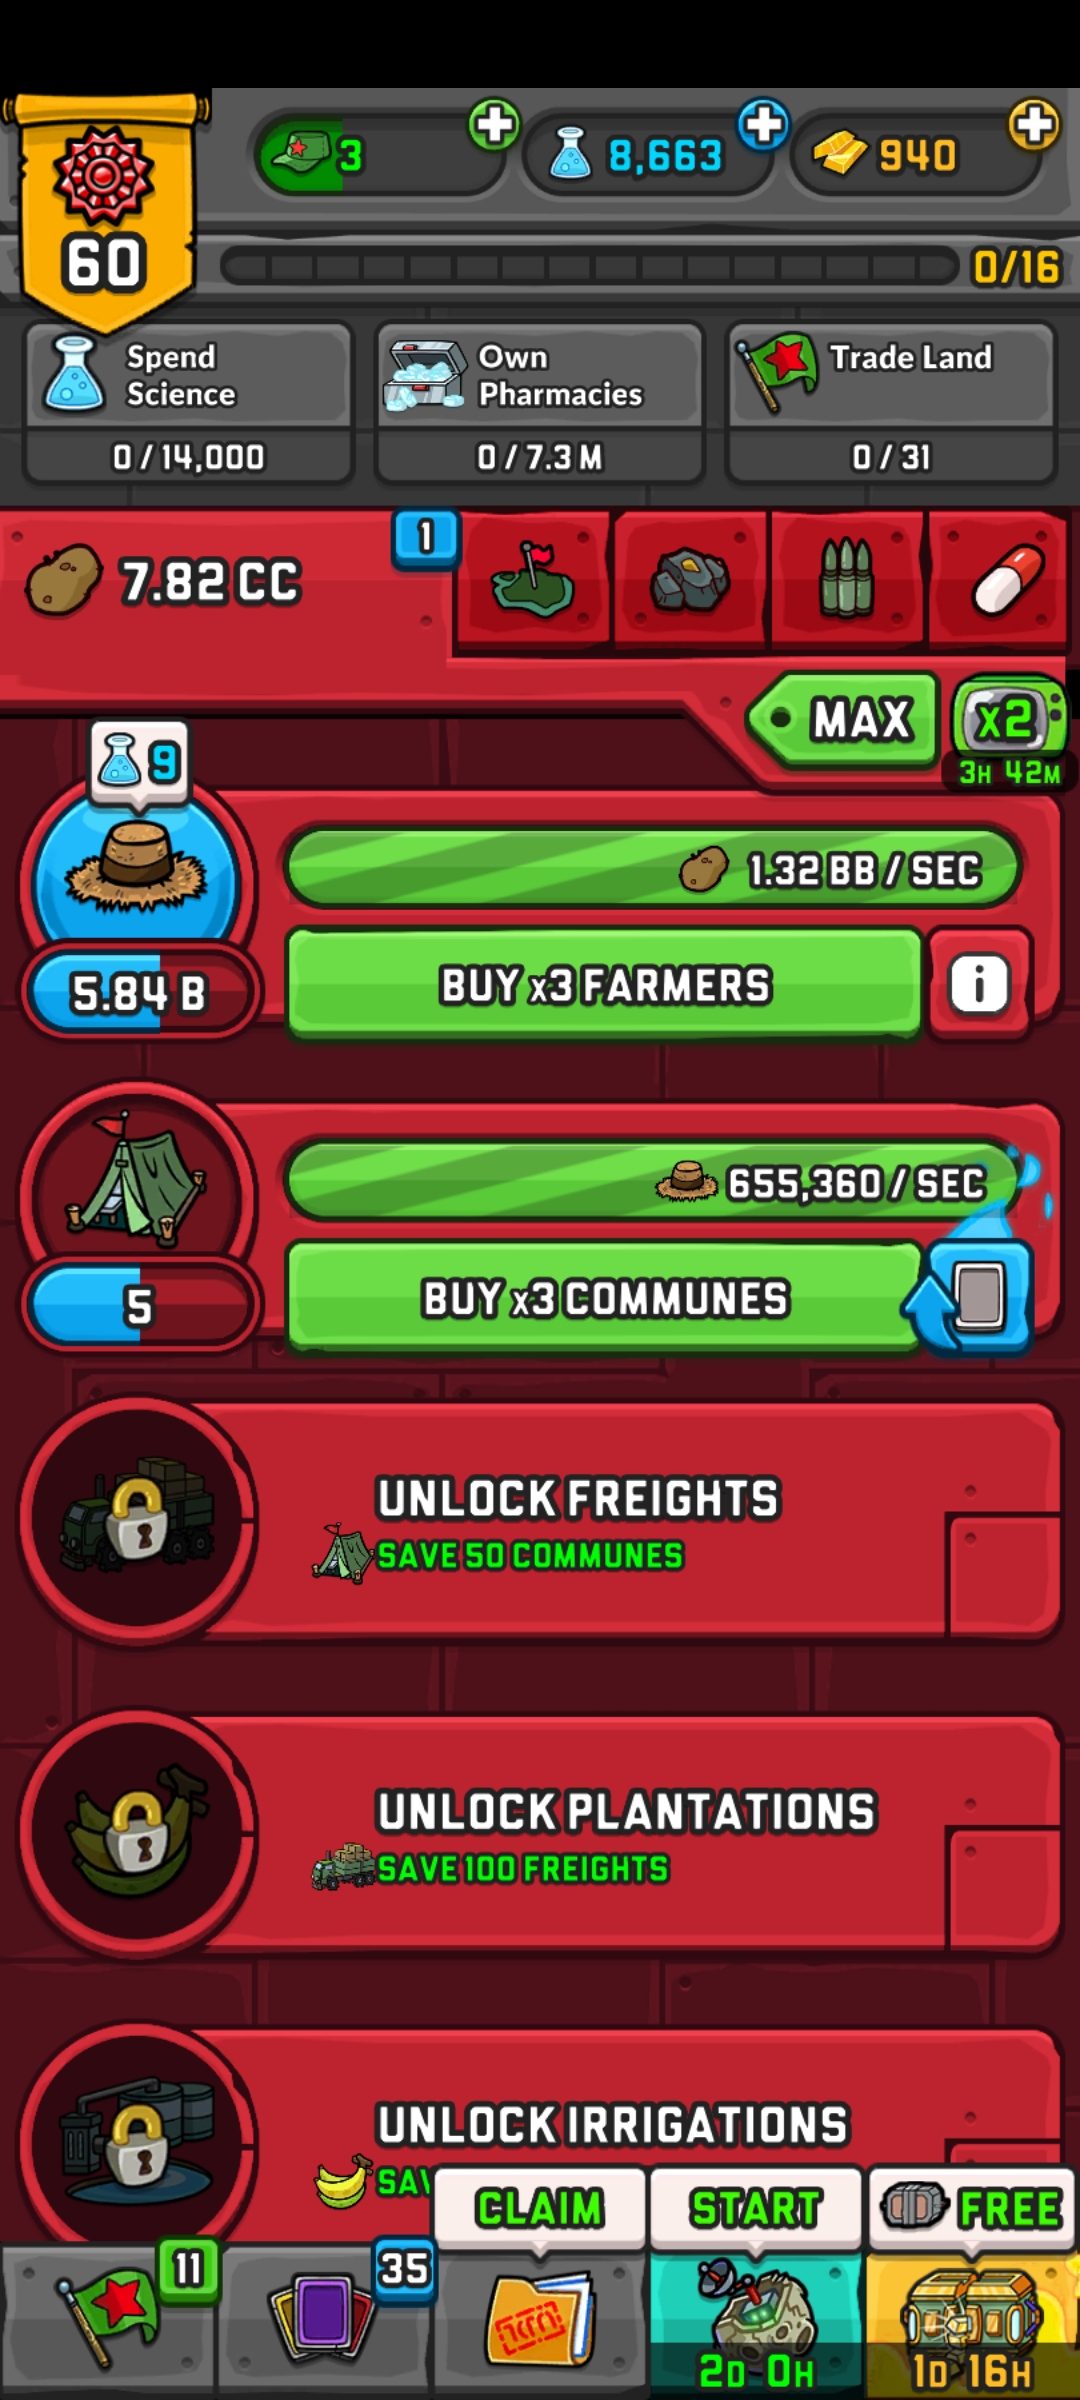 60
3
8,663
940
0/16
Spend
Science
0/14,000
Own
Pharmacies
0/7.3 M
Trade Land
0/31
7.82 CC
1
MAX
x2
3H 42M
9
1.32 BB / SEC
5.84 B
BUY x3 FARMERS
i
655,360 / SEC
5
BUY x3 COMMUNES
UNLOCK FREIGHTS
SAVE 50 COMMUNES
UNLOCK PLANTATIONS
SAVE 100 FREIGHTS
UNLOCK IRRIGATIONS
CLAIM
START
FREE
11
35
2D 0H
1D 16H